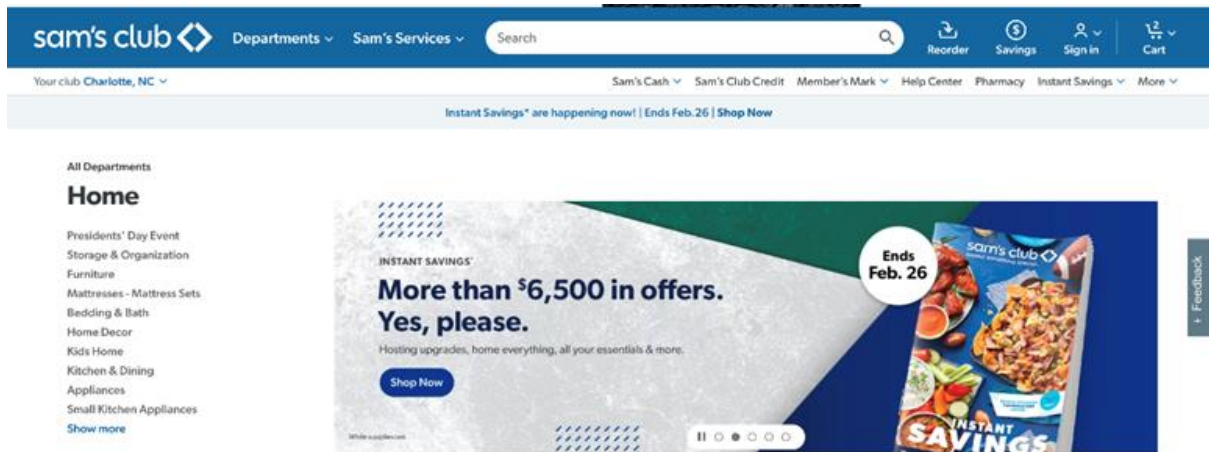 sam's club
Departments
Sam's Services
Search
Reorder
Savings
Sign in
2
Cart
Your club Charlotte, NC
Sam's Cash
Sam's Club Credit
Member's Mark
Help Center
Pharmacy
Instant Savings
More
Instant Savings* are happening now! | Ends Feb. 26 | Shop Now
All Departments
Home
Presidents' Day Event
Storage & Organization
Furniture
Mattresses - Mattress Sets
Bedding & Bath
Home Decor
Kids Home
Kitchen & Dining
Appliances
Small Kitchen Appliances
Show more
INSTANT SAVINGS*
More than $6,500 in offers.
Yes, please.
Hosting upgrades, home everything, all your essentials & more.
Shop Now
While supplies last.
Ends
Feb. 26
sam's club
INSTANT
SAVINGS
+ Feedback